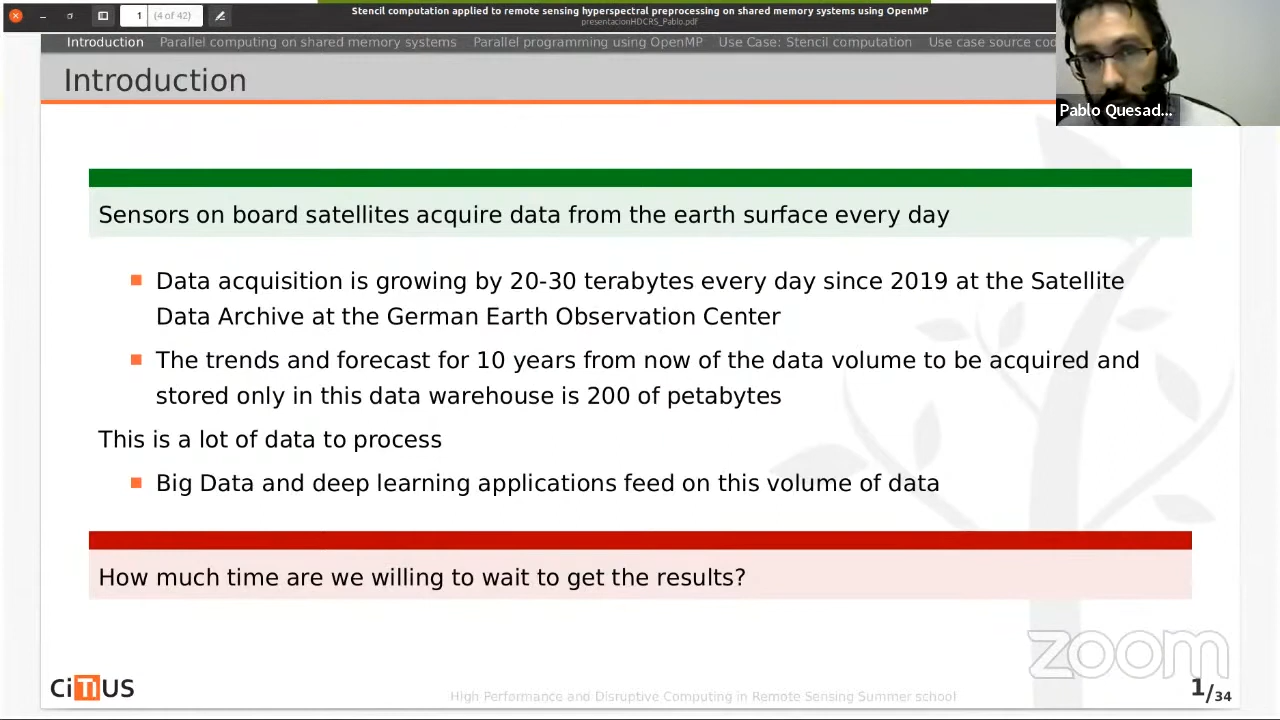 1 (4 of 42)
Stencil computation applied to remote sensing hyperspectral preprocessing on shared memory systems using OpenMP
presentacionHDCRS_Pablo.pdf
Introduction Parallel computing on shared memory systems Parallel programming using OpenMP Use Case: Stencil computation Use case source
Introduction
Pablo Quesad...
Sensors on board satellites acquire data from the earth surface every day
Data acquisition is growing by 20-30 terabytes every day since 2019 at the Satellite
Data Archive at the German Earth Observation Center
The trends and forecast for 10 years from now of the data volume to be acquired and
stored only in this data warehouse is 200 of petabytes
This is a lot of data to process
Big Data and deep learning applications feed on this volume of data
How much time are we willing to wait to get the results?
zoom
CiTIUS
High Performance and Disruptive Computing in Remote Sensing Summer school
1/34